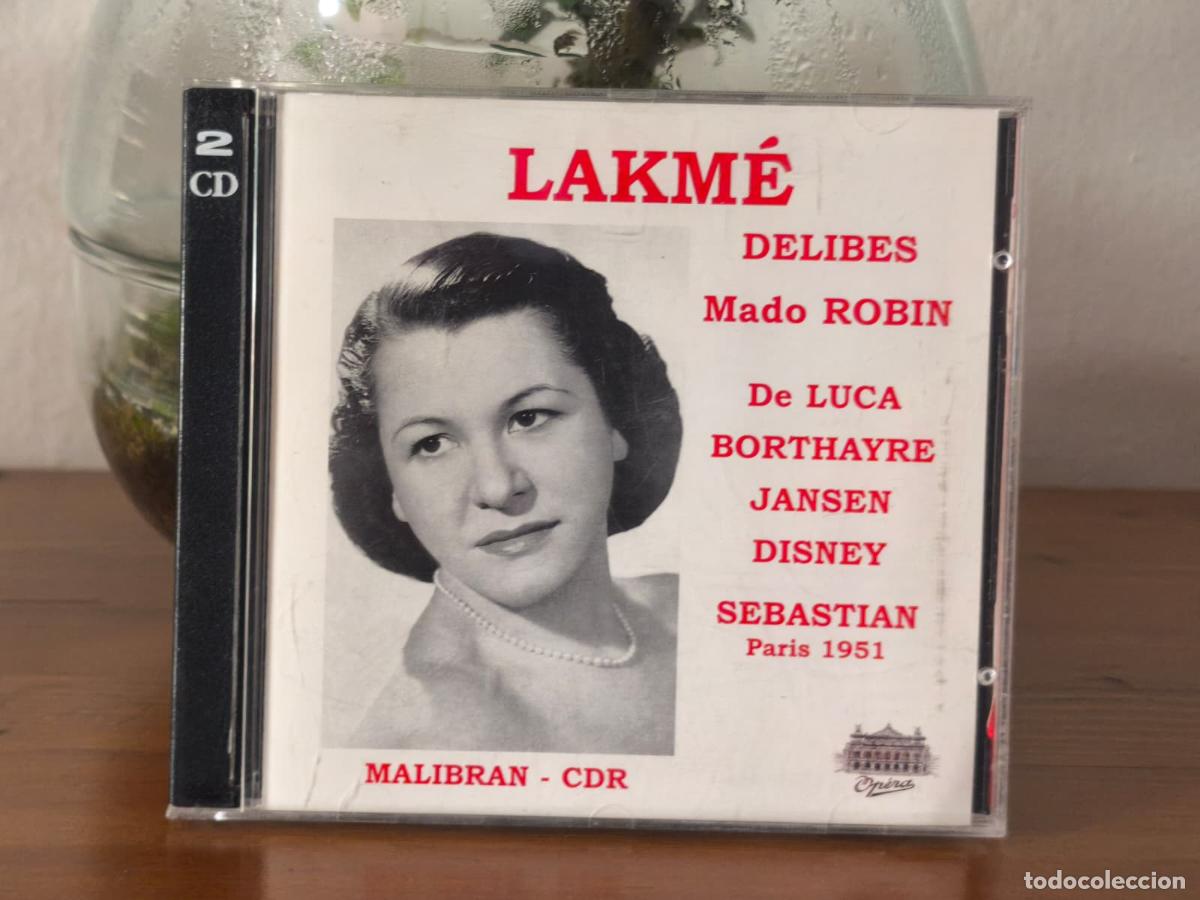 2
CD
LAKMÉ
DELIBES
Mado ROBIN
De LUCA
BORTHAYRE
JANSEN
DISNEY
SEBASTIAN
Paris 1951
MALIBRAN - CDR
Opéra
todocoleccion